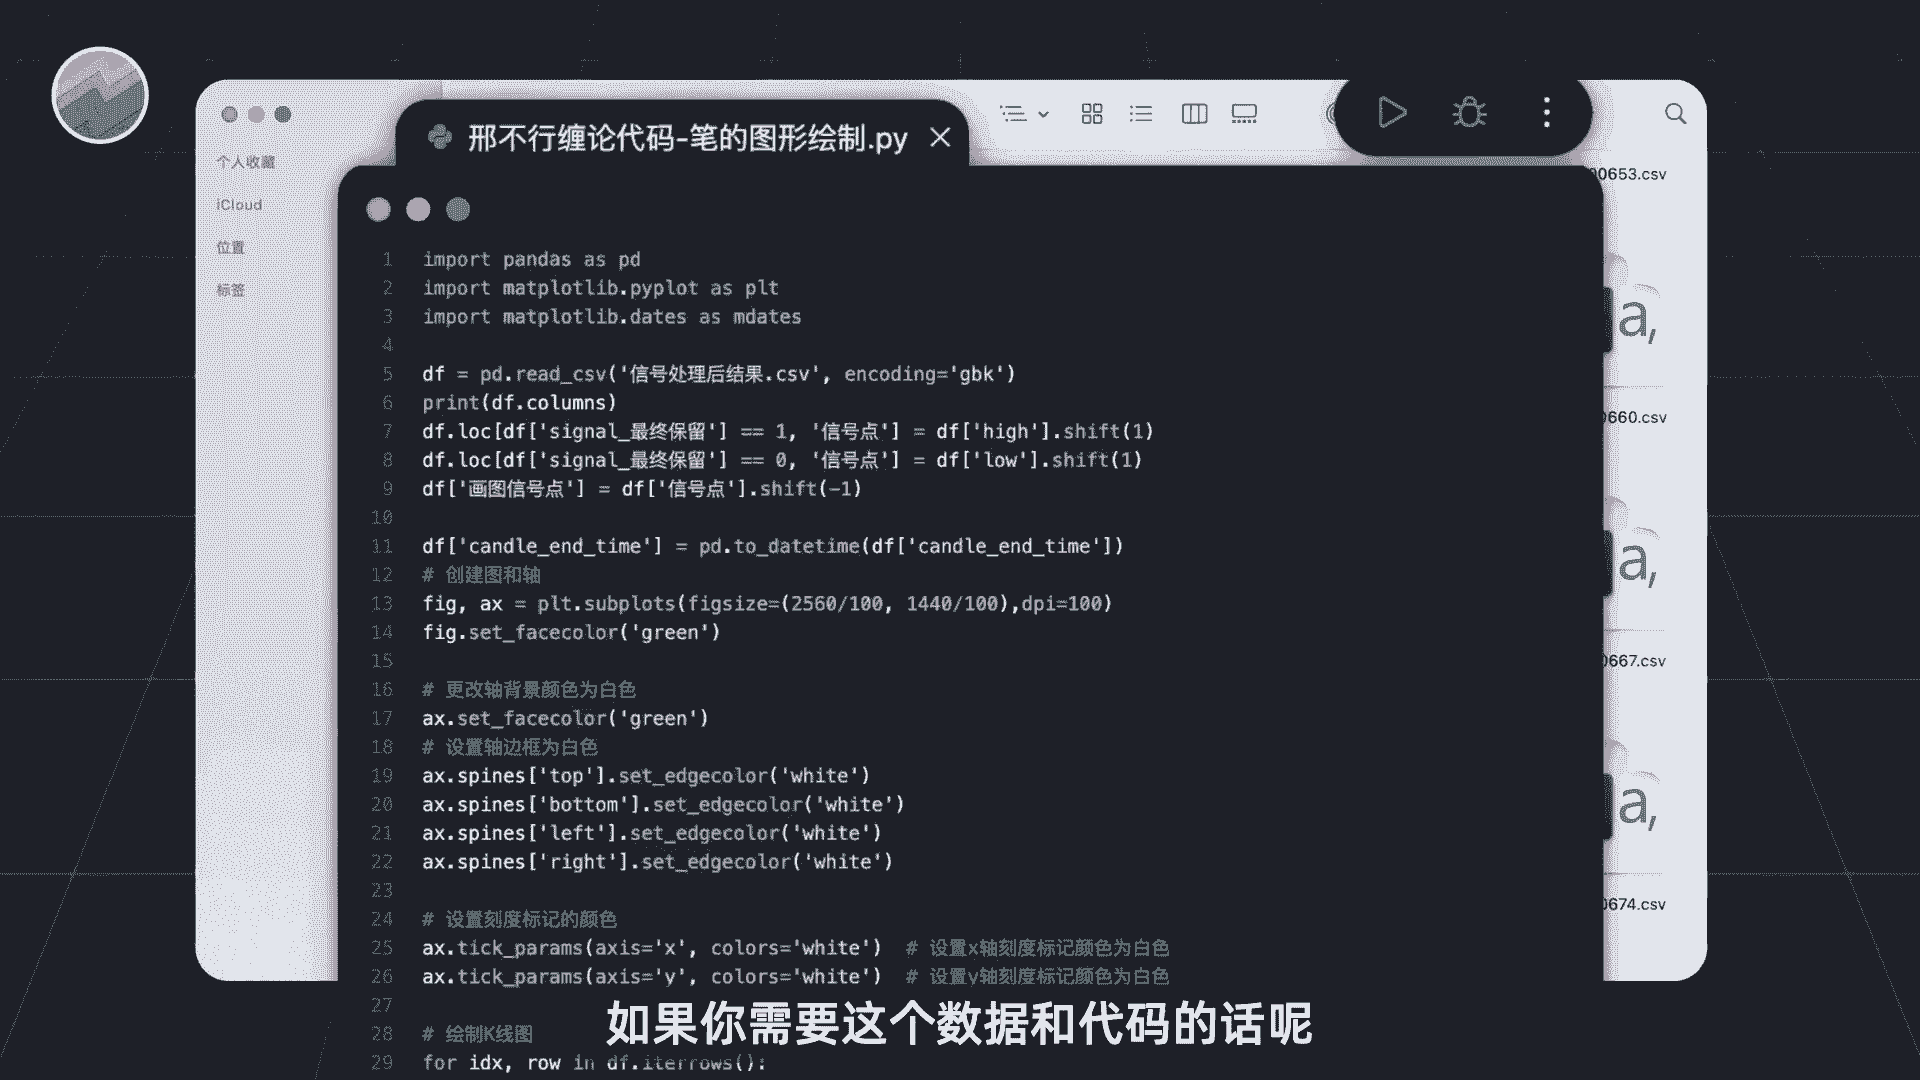 邢不行缠论代码-笔的图形绘制.py
个人收藏
iCloud
位置
标签
00653.csv
0660.csv
0667.csv
0674.csv
a,
a,
a,
1 import pandas as pd
2 import matplotlib.pyplot as plt
3 import matplotlib.dates as mdates
4
5 df = pd.read_csv('信号处理后结果.csv', encoding='gbk')
6 print(df.columns)
7 df.loc[df['signal_最终保留'] == 1, '信号点'] = df['high'].shift(1)
8 df.loc[df['signal_最终保留'] == 0, '信号点'] = df['low'].shift(1)
9 df['画图信号点'] = df['信号点'].shift(-1)
10
11 df['candle_end_time'] = pd.to_datetime(df['candle_end_time'])
12 # 创建图和轴
13 fig, ax = plt.subplots(figsize=(2560/100, 1440/100),dpi=100)
14 fig.set_facecolor('green')
15
16 # 更改轴背景颜色为白色
17 ax.set_facecolor('green')
18 # 设置轴边框为白色
19 ax.spines['top'].set_edgecolor('white')
20 ax.spines['bottom'].set_edgecolor('white')
21 ax.spines['left'].set_edgecolor('white')
22 ax.spines['right'].set_edgecolor('white')
23
24 # 设置刻度标记的颜色
25 ax.tick_params(axis='x', colors='white')  # 设置x轴刻度标记颜色为白色
26 ax.tick_params(axis='y', colors='white')  # 设置y轴刻度标记颜色为白色
27
28 # 绘制K线图
29 for idx, row in df.iterrows():
如果你需要这个数据和代码的话呢